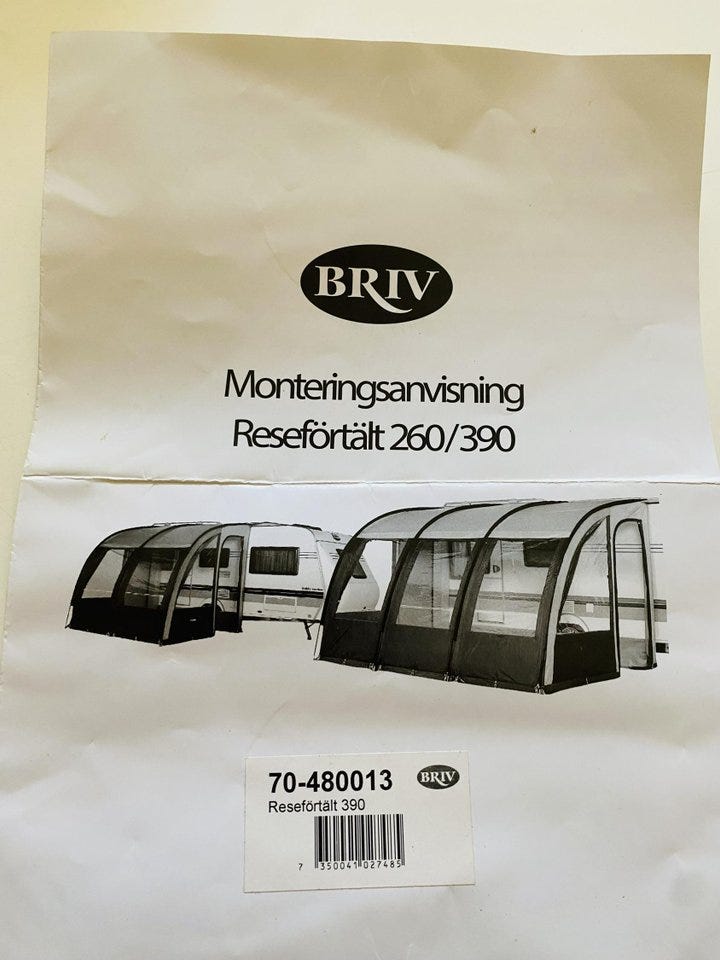 BRIV
Monteringsanvisning
Reseförtält 260/390
70-480013
BRIV
Reseförtält 390
7 350041 027485